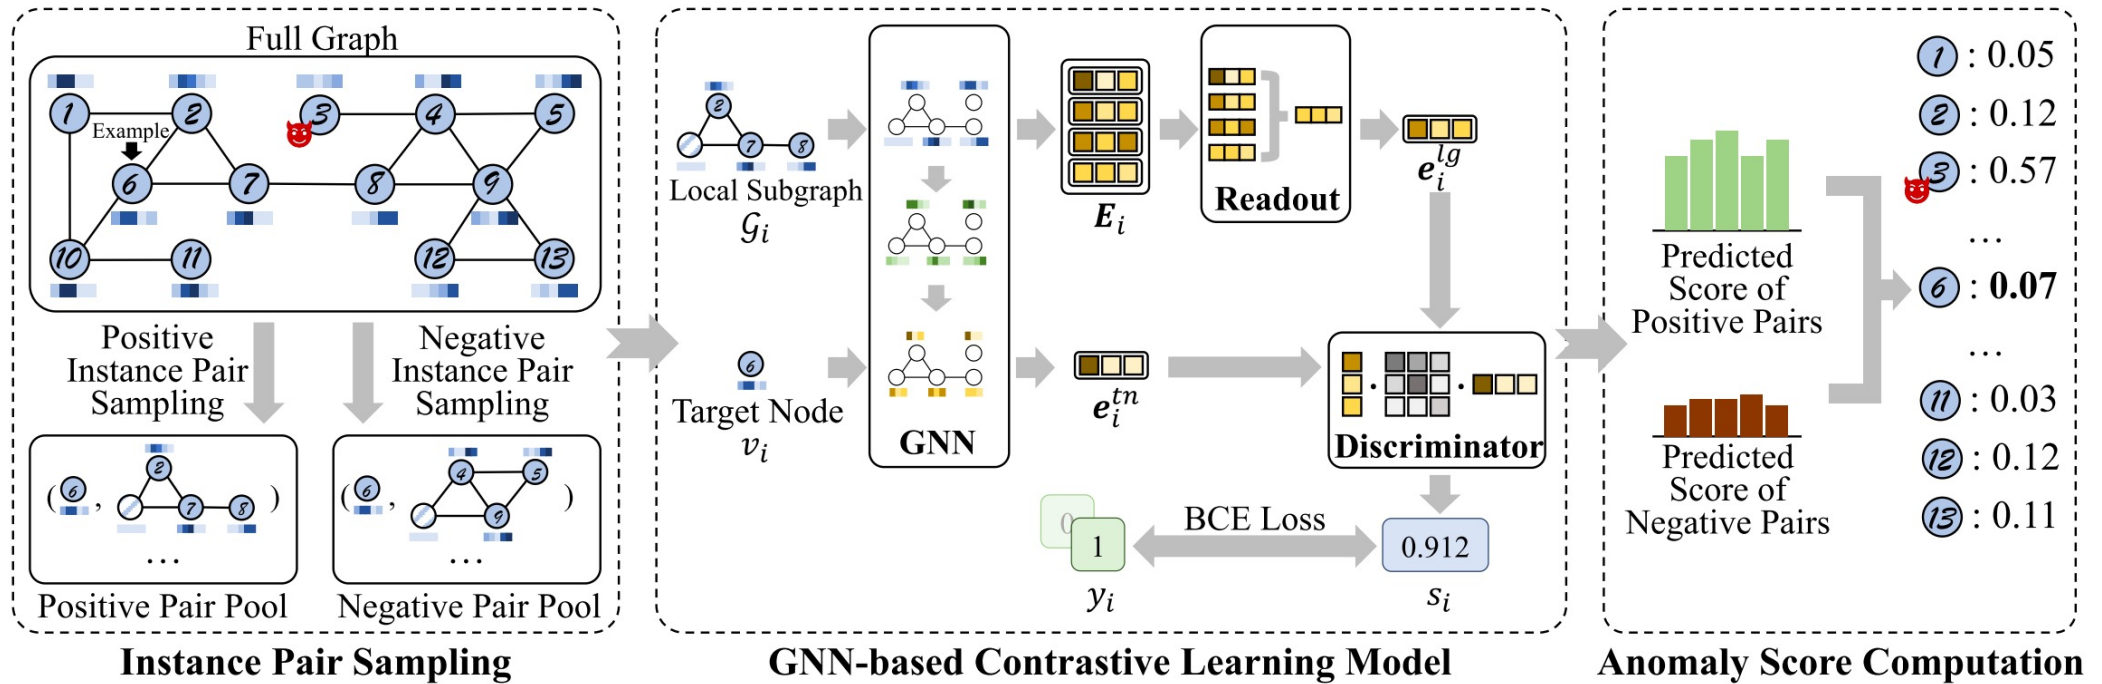 Full Graph
1
2
3
4
5
Example
6
7
8
9
10
11
12
13
Positive
Instance Pair
Sampling
Negative
Instance Pair
Sampling
( 6 , 2 7 8 )
...
( 6 , 4 5 9 )
...
Positive Pair Pool
Negative Pair Pool
Instance Pair Sampling
2
7
8
Local Subgraph
𝒢i
6
Target Node
vi
GNN
Ei
Readout
ei^lg
ei^tn
· ·
Discriminator
BCE Loss
0
1
0.912
yi
si
GNN-based Contrastive Learning Model
Predicted
Score of
Positive Pairs
Predicted
Score of
Negative Pairs
1 : 0.05
2 : 0.12
3 : 0.57
...
6 : 0.07
...
11 : 0.03
12 : 0.12
13 : 0.11
Anomaly Score Computation